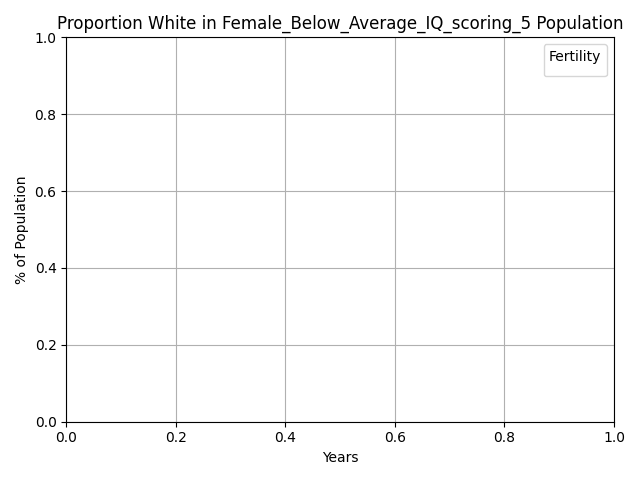 Proportion White in Female_Below_Average_IQ_scoring_5 Population
Fertility
% of Population
1.0
0.8
0.6
0.4
0.2
0.0
0.0 0.2 0.4 0.6 0.8 1.0
Years